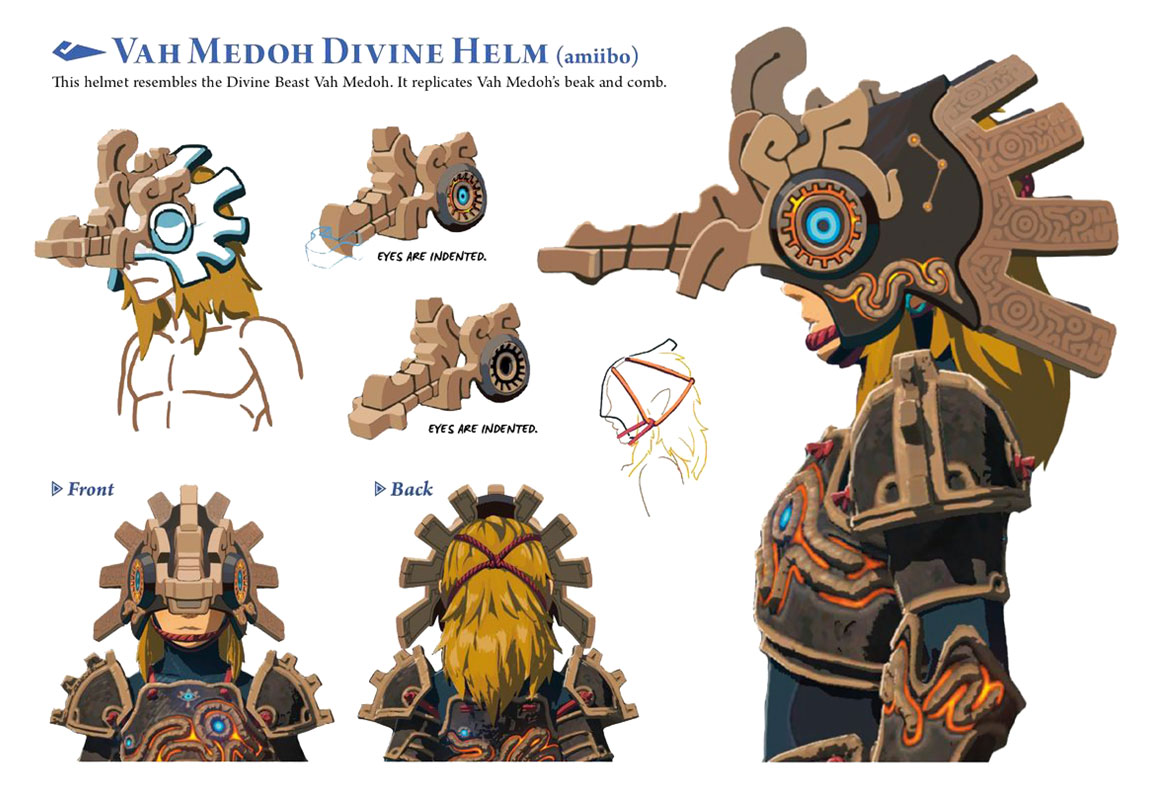 Vah Medoh Divine Helm (amiibo)
This helmet resembles the Divine Beast Vah Medoh. It replicates Vah Medoh's beak and comb.
EYES ARE INDENTED.
EYES ARE INDENTED.
Front
Back